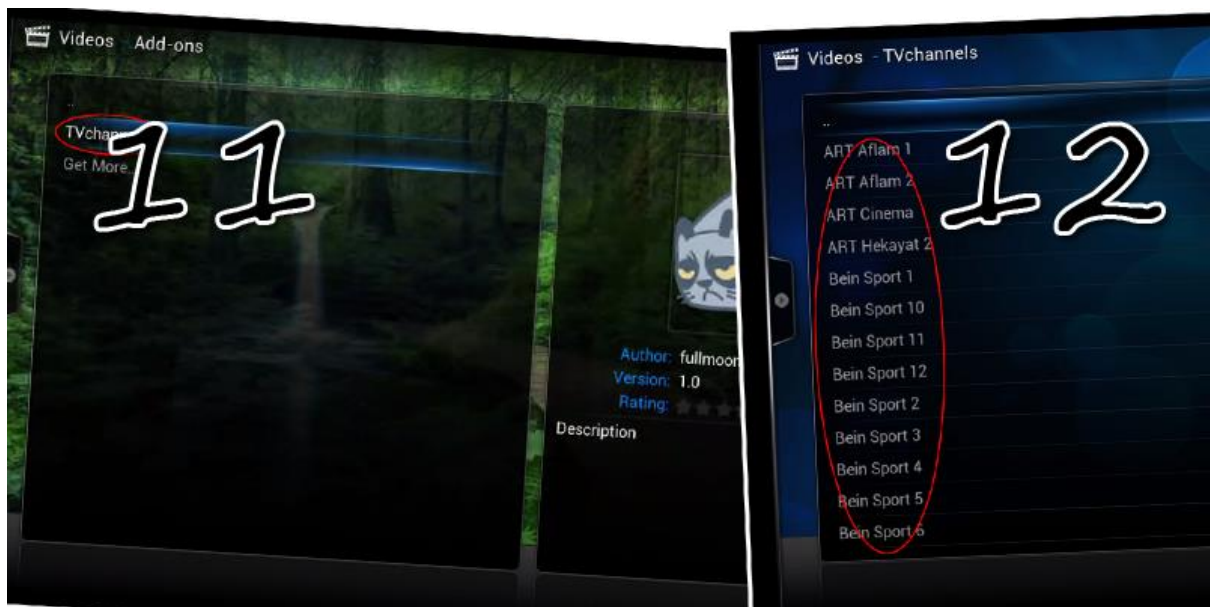 Videos Add-ons
..
TVchann
Get More..
11
Author: fullmoon
Version: 1.0
Rating:
Description
Videos - TVchannels
..
ART Aflam 1
ART Aflam 2
ART Cinema
ART Hekayat 2
Bein Sport 1
Bein Sport 10
Bein Sport 11
Bein Sport 12
Bein Sport 2
Bein Sport 3
Bein Sport 4
Bein Sport 5
Bein Sport 6
12